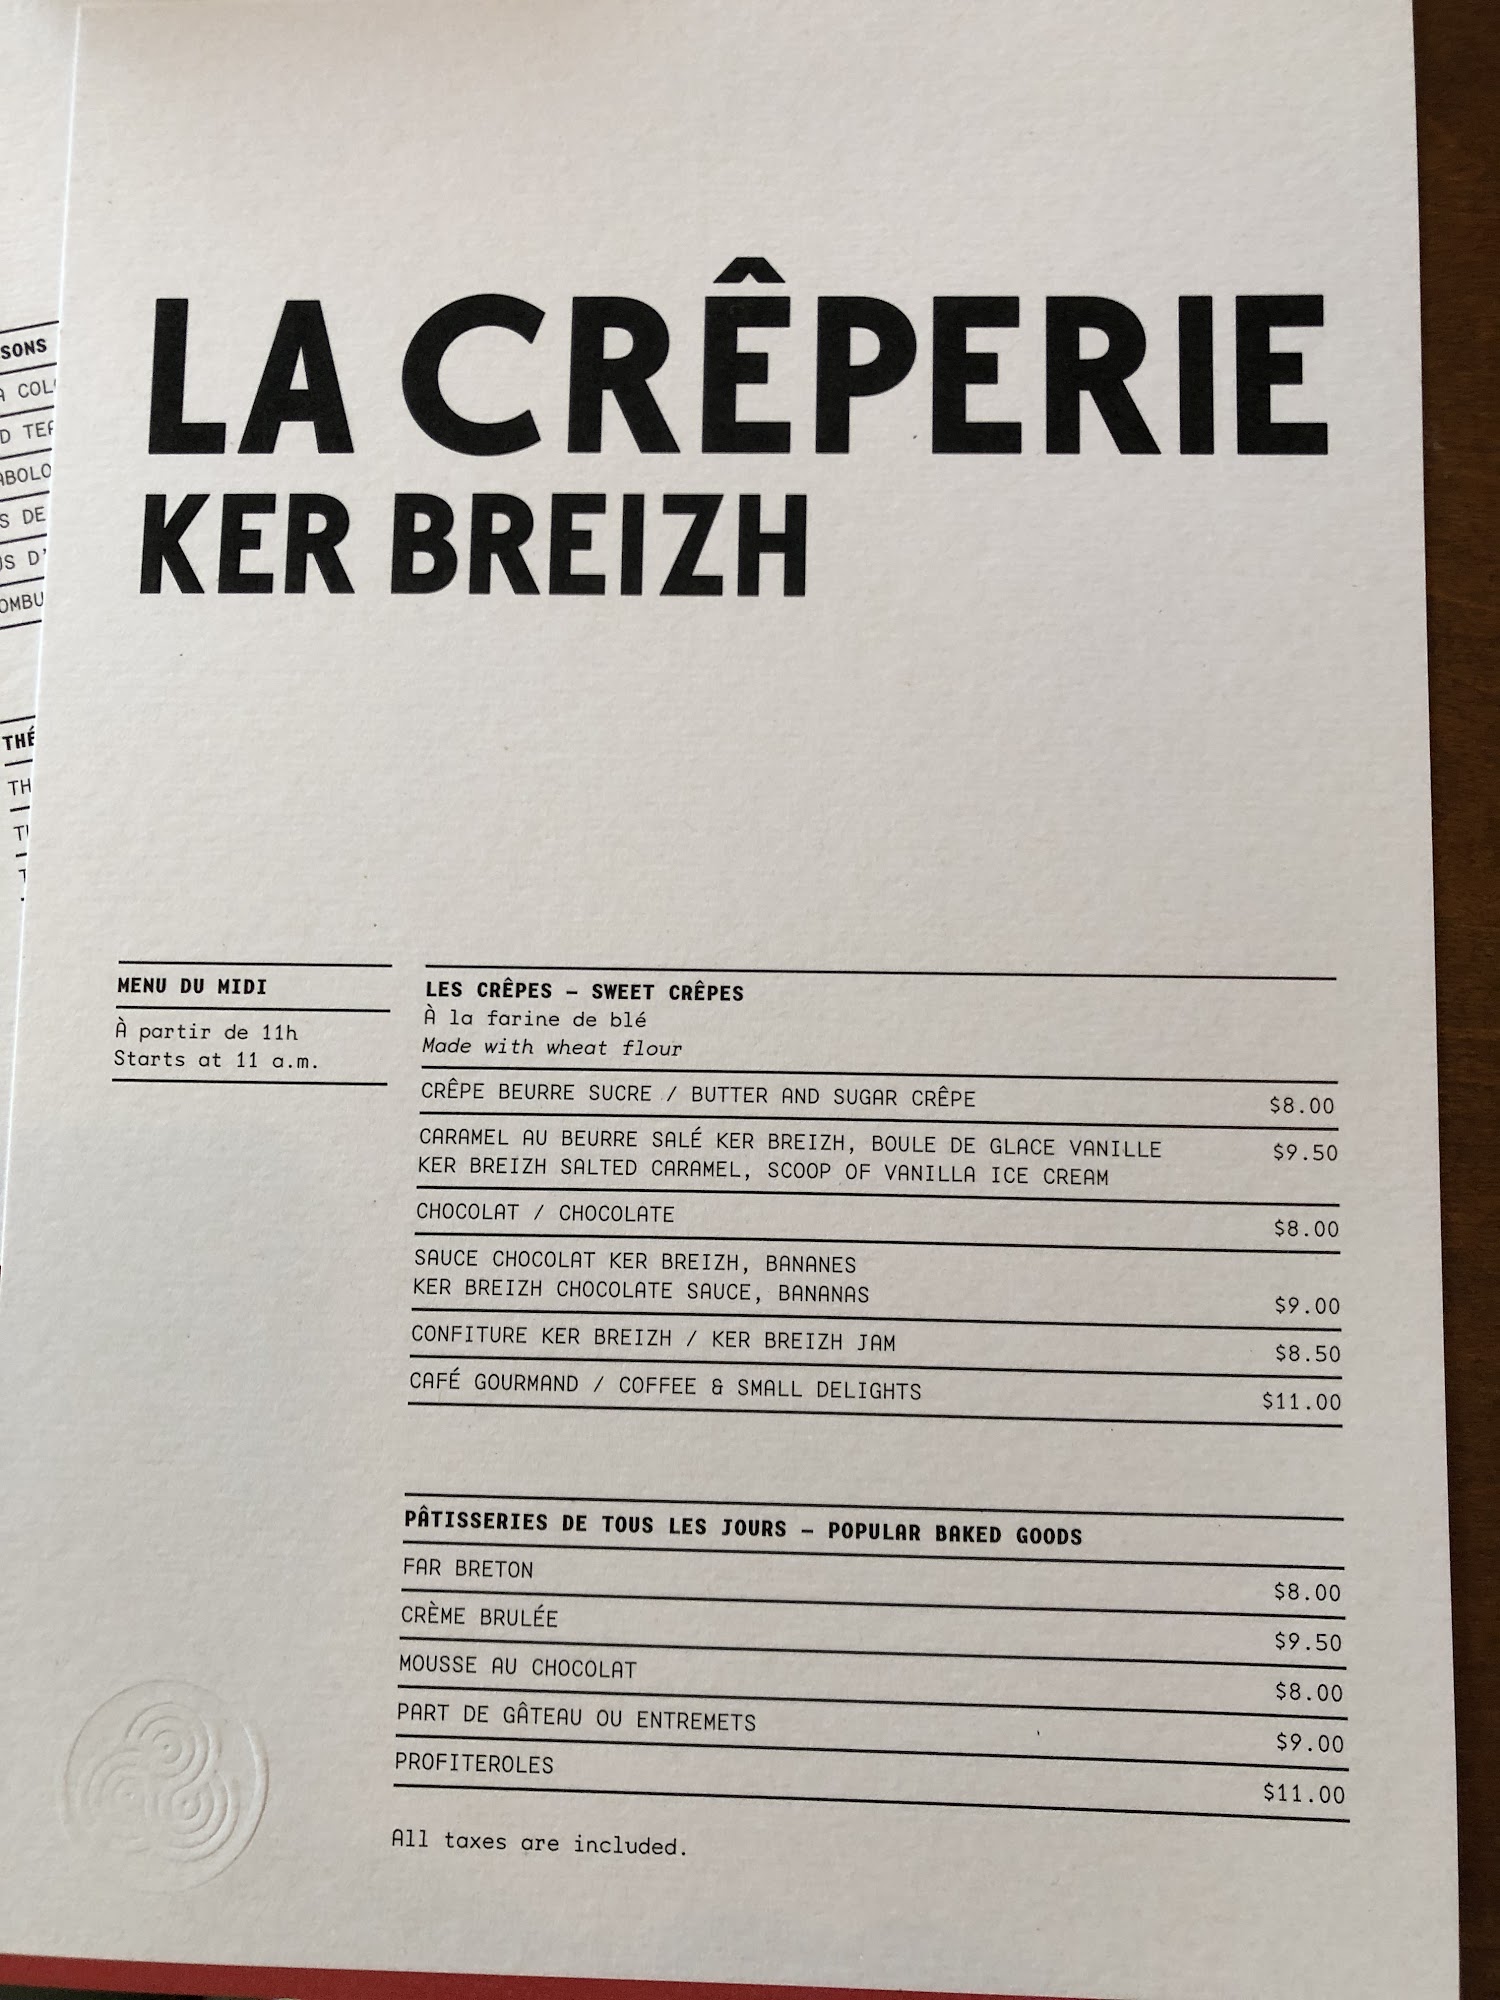 LA CRÊPERIE
KER BREIZH
SONS
THÉ
MENU DU MIDI
À partir de 11h
Starts at 11 a.m.
LES CRÊPES – SWEET CRÊPES
À la farine de blé
Made with wheat flour
CRÊPE BEURRE SUCRE / BUTTER AND SUGAR CRÊPE $8.00
CARAMEL AU BEURRE SALÉ KER BREIZH, BOULE DE GLACE VANILLE $9.50
KER BREIZH SALTED CARAMEL, SCOOP OF VANILLA ICE CREAM
CHOCOLAT / CHOCOLATE $8.00
SAUCE CHOCOLAT KER BREIZH, BANANES
KER BREIZH CHOCOLATE SAUCE, BANANAS $9.00
CONFITURE KER BREIZH / KER BREIZH JAM $8.50
CAFÉ GOURMAND / COFFEE & SMALL DELIGHTS $11.00
PÂTISSERIES DE TOUS LES JOURS – POPULAR BAKED GOODS
FAR BRETON $8.00
CRÈME BRULÉE $9.50
MOUSSE AU CHOCOLAT $8.00
PART DE GÂTEAU OU ENTREMETS $9.00
PROFITEROLES $11.00
All taxes are included.